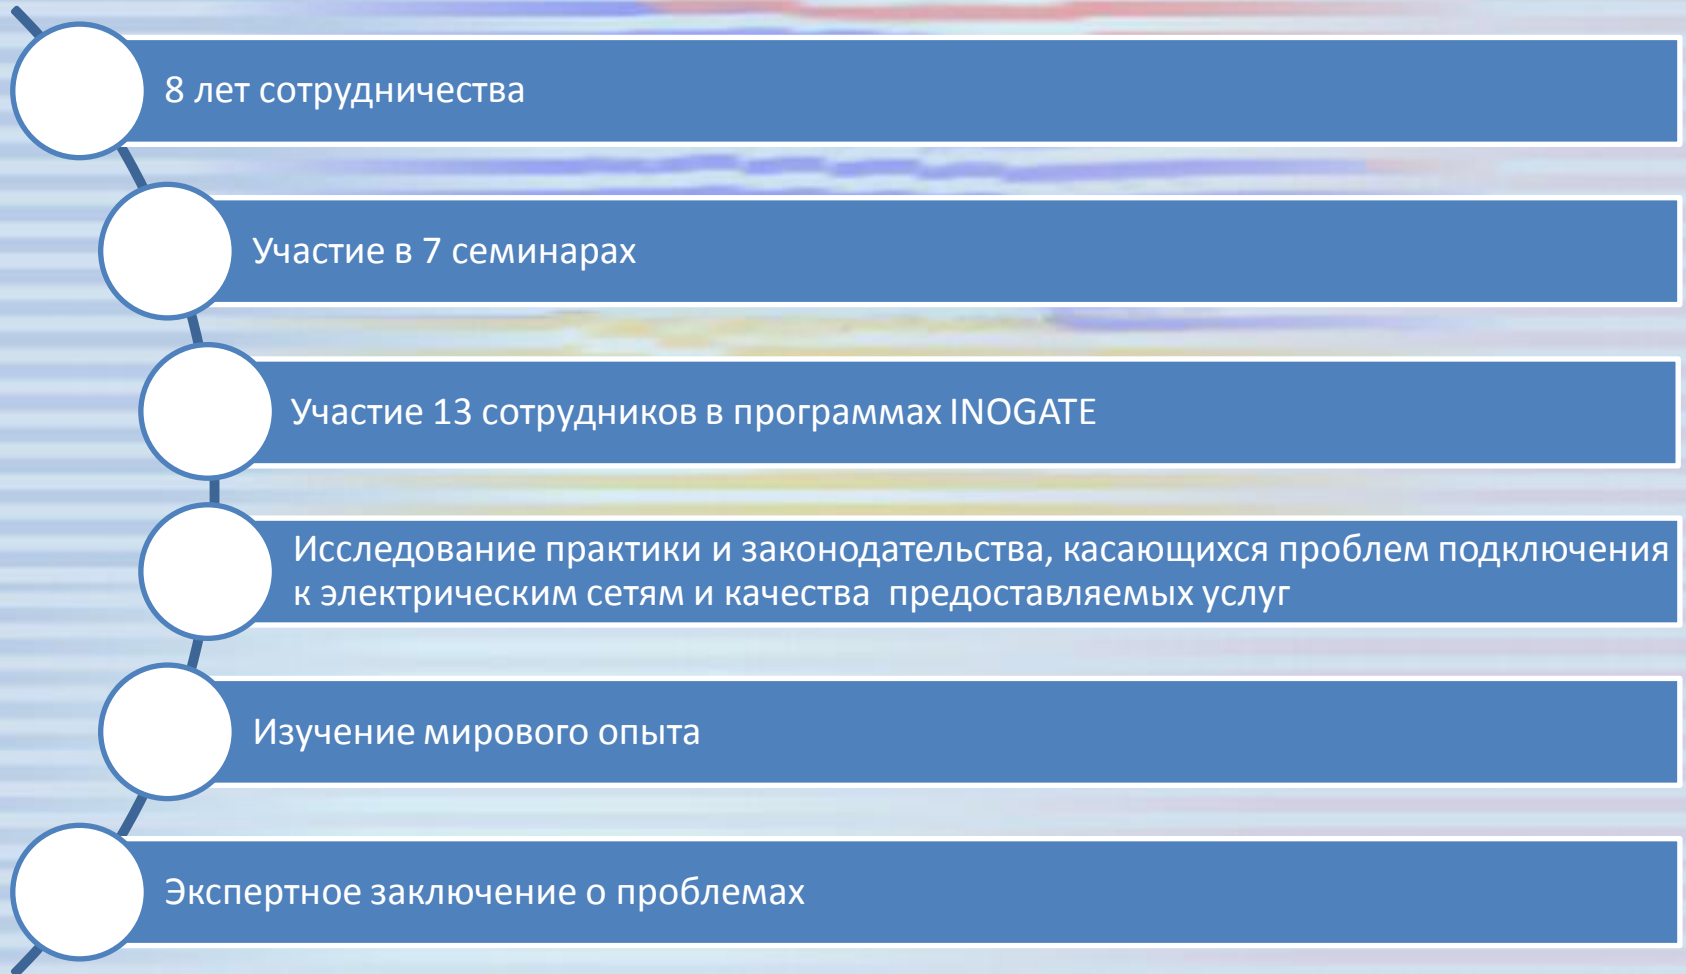 8 лет сотрудничества
Участие в 7 семинарах
Участие 13 сотрудников в программах INOGATE
Исследование практики и законодательства, касающихся проблем подключения
к электрическим сетям и качества  предоставляемых услуг
Изучение мирового опыта
Экспертное заключение о проблемах